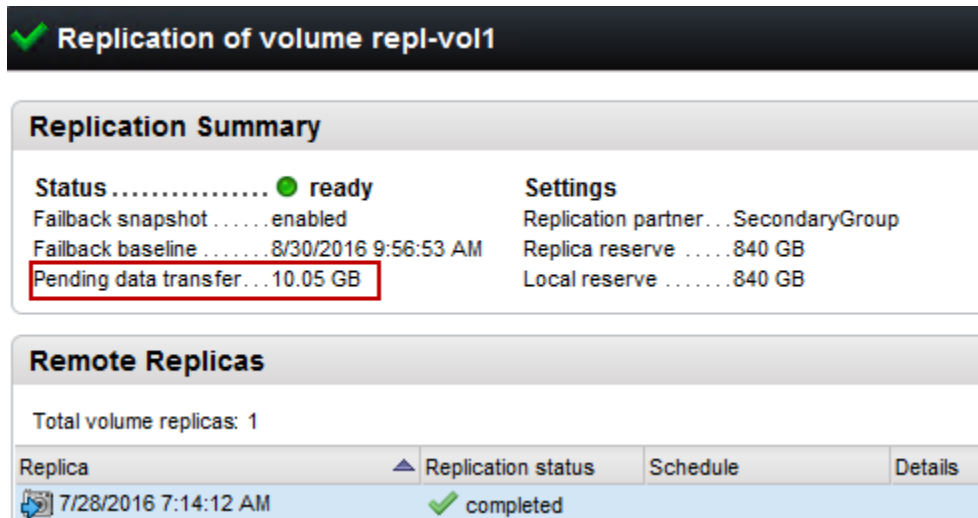 Replication of volume repl-vol1
Replication Summary
Status................ ready
Failback snapshot ......enabled
Failback baseline .......8/30/2016 9:56:53 AM
Pending data transfer...10.05 GB
Settings
Replication partner...SecondaryGroup
Replica reserve .....840 GB
Local reserve .......840 GB
Remote Replicas
Total volume replicas: 1
Replica Replication status Schedule Details
7/28/2016 7:14:12 AM completed